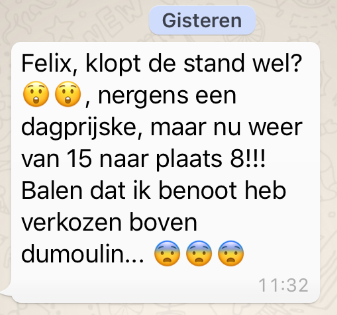 Gisteren
Felix, klopt de stand wel?
😲😲, nergens een
dagprijske, maar nu weer
van 15 naar plaats 8!!!
Balen dat ik benoot heb
verkozen boven
dumoulin... 😨😨😨
11:32